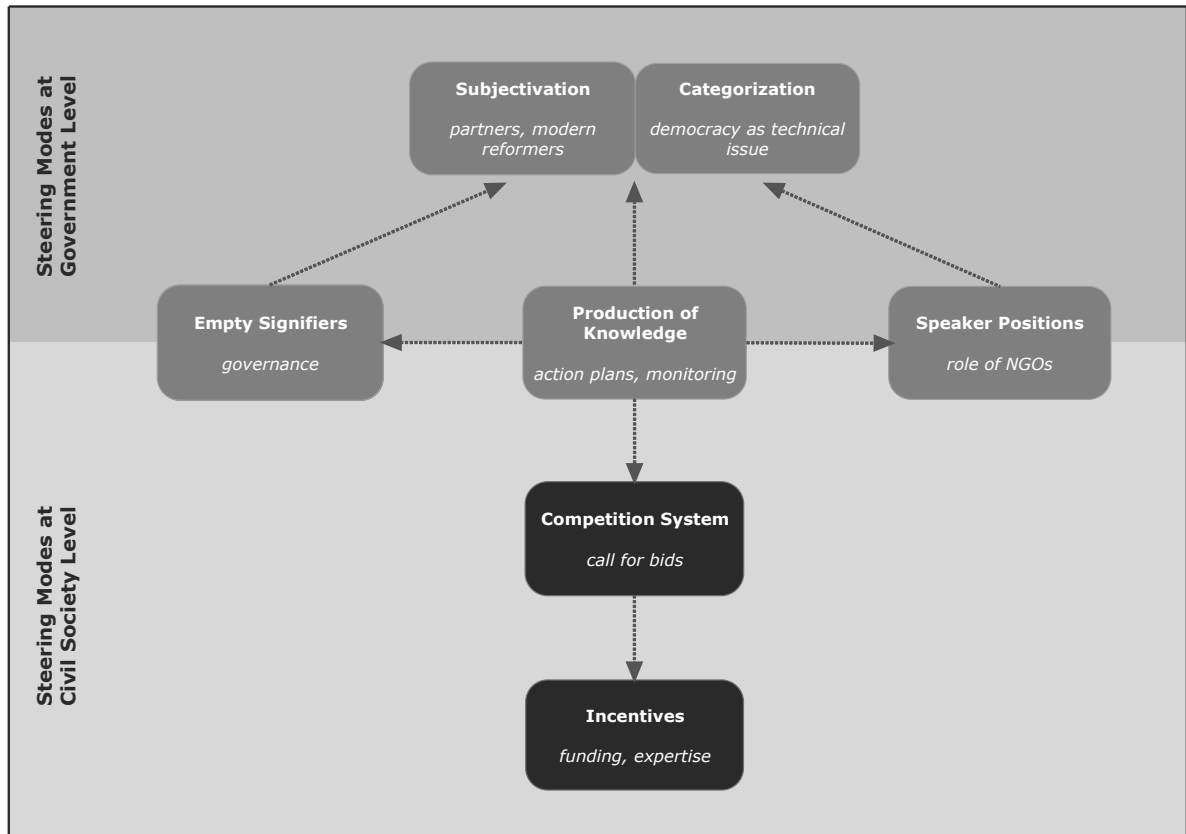 Steering Modes at
Government Level
Subjectivation
partners, modern
reformers
Categorization
democracy as technical
issue
Empty Signifiers
governance
Production of
Knowledge
action plans, monitoring
Speaker Positions
role of NGOs
Steering Modes at
Civil Society Level
Competition System
call for bids
Incentives
funding, expertise